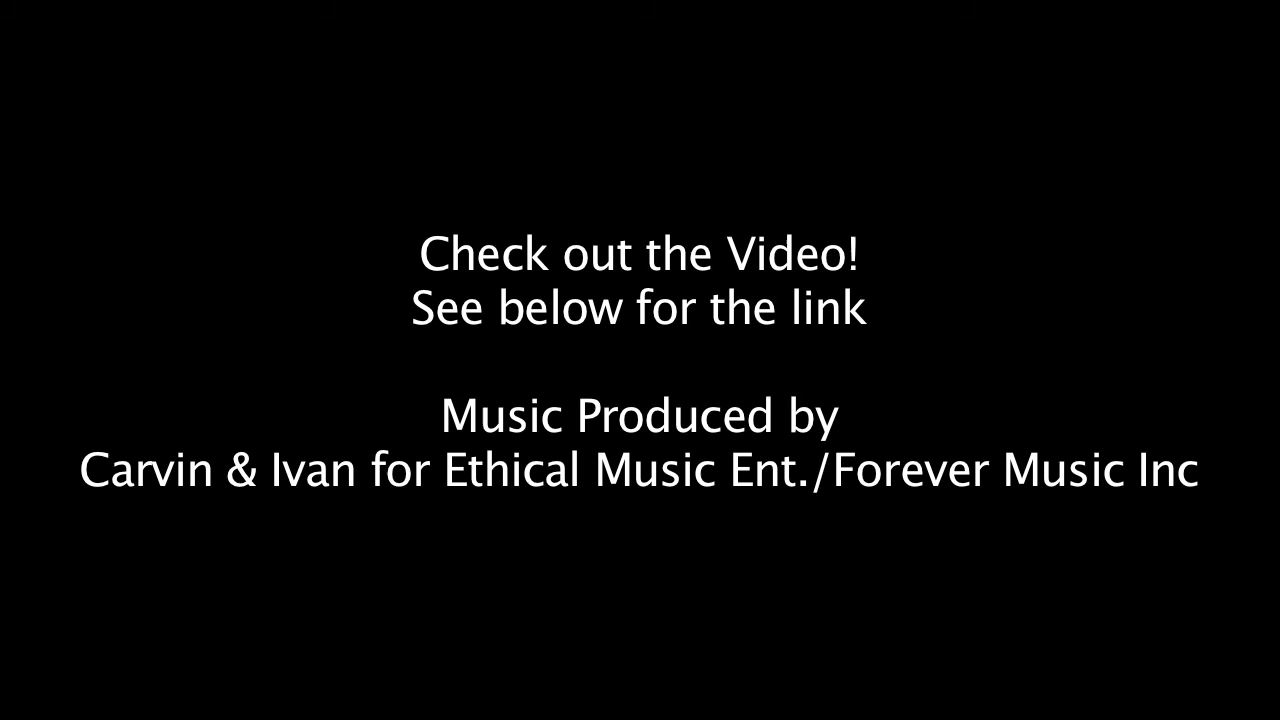 Check out the Video!
See below for the link
Music Produced by
Carvin & Ivan for Ethical Music Ent./Forever Music Inc